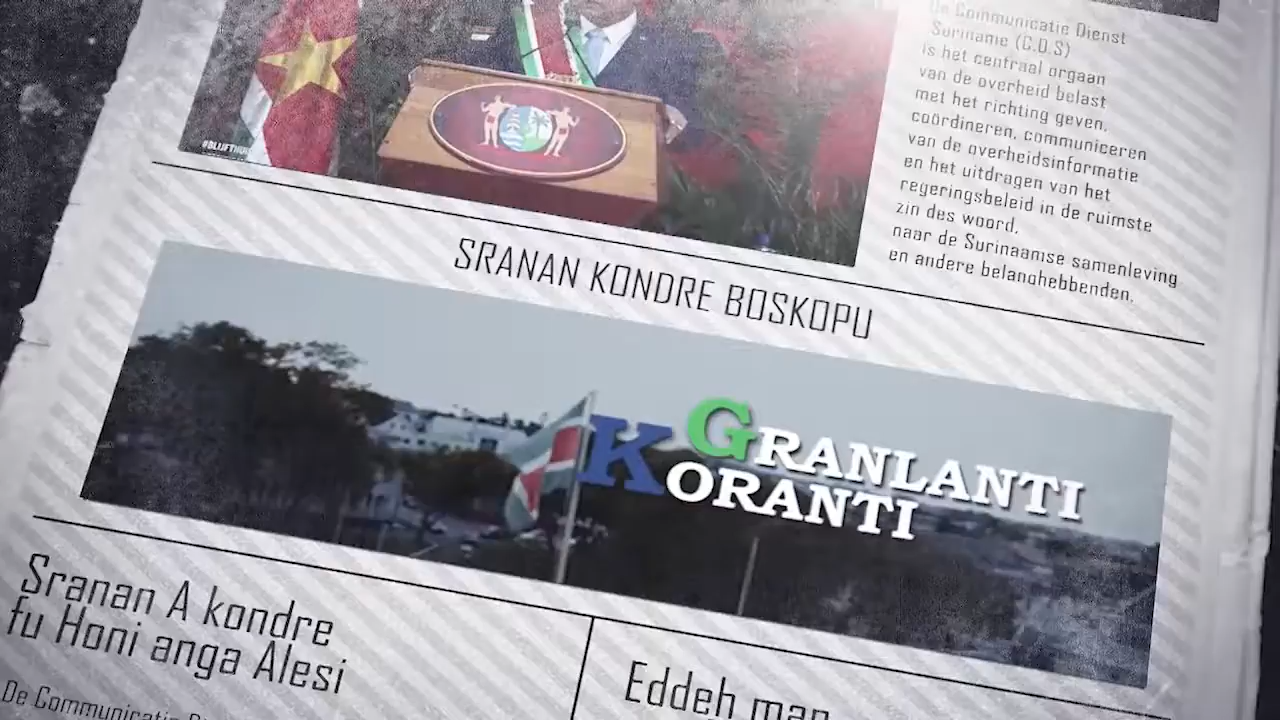 De Communicatie Dienst
Suriname (C.D.S)
is het centraal orgaan
van de overheid belast
met het richting geven,
coördineren, communiceren
van de overheidsinformatie
en het uitdragen van het
regeringsbeleid in de ruimste
zin des woord,
naar de Surinaamse samenleving
en andere belanghebbenden.
SRANAN KONDRE BOSKOPU
GRANLANTI
KORANTI
Sranan A kondre
fu Honi anga Alesi
De Communicatie
Eddeh man